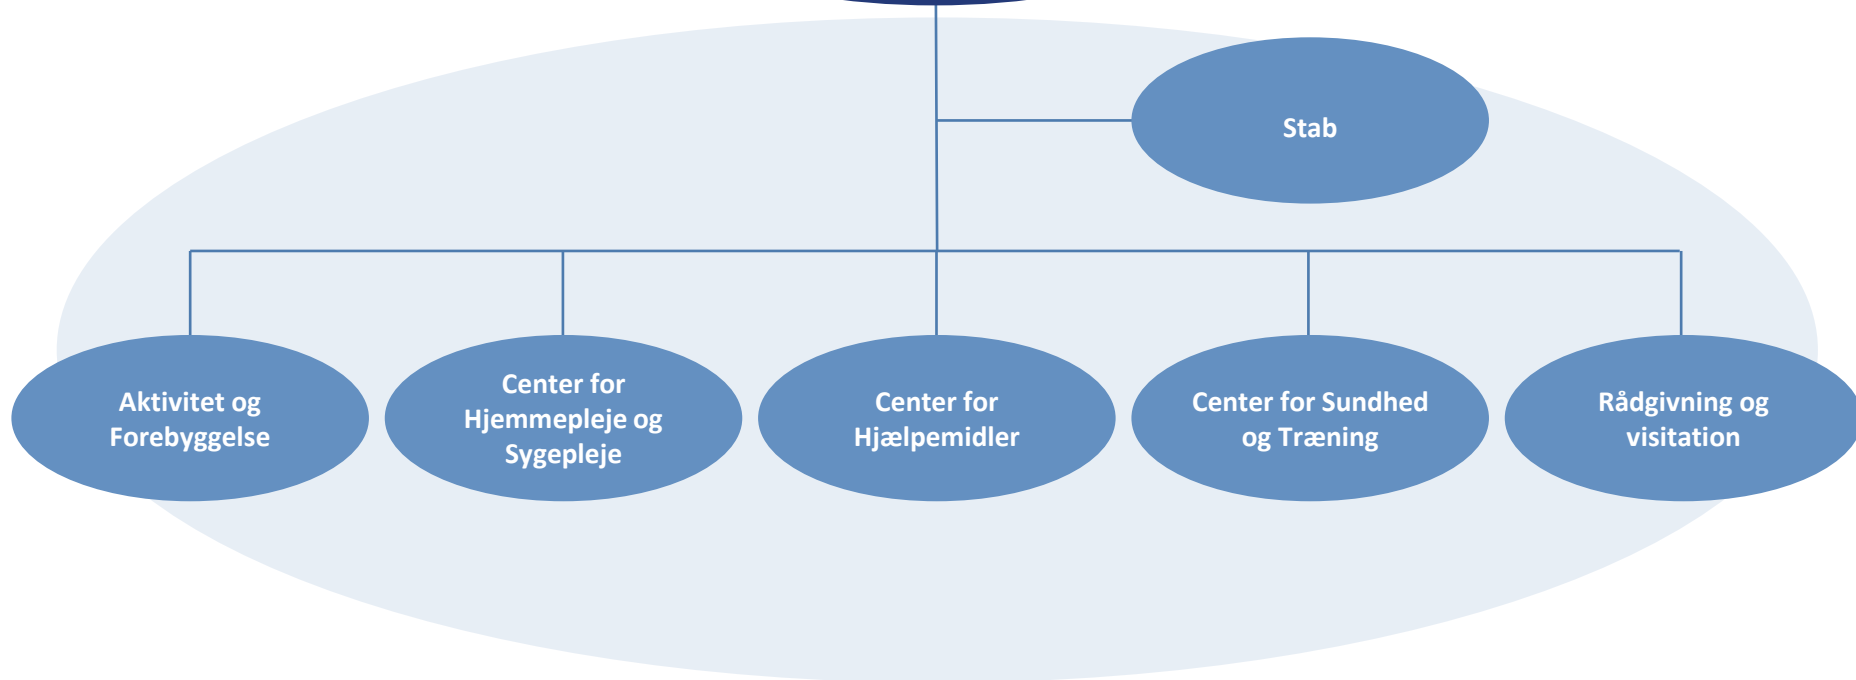 Stab
Aktivitet og
Forebyggelse
Center for
Hjemmepleje og
Sygepleje
Center for
Hjælpemidler
Center for Sundhed
og Træning
Rådgivning og
visitation